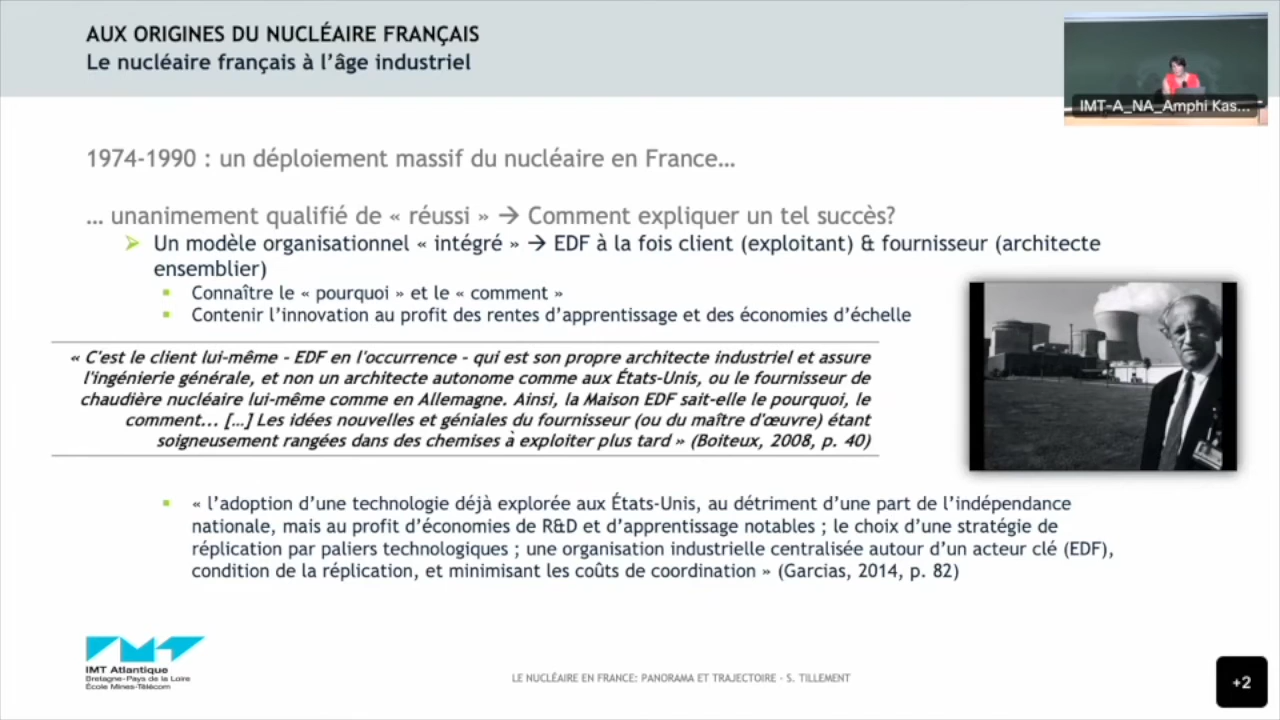 AUX ORIGINES DU NUCLÉAIRE FRANÇAIS
Le nucléaire français à l'âge industriel
IMT-A_NA_Amphi Kas...
1974-1990 : un déploiement massif du nucléaire en France...
... unanimement qualifié de « réussi » → Comment expliquer un tel succès?
Un modèle organisationnel « intégré » → EDF à la fois client (exploitant) & fournisseur (architecte
ensemblier)
Connaître le « pourquoi » et le « comment »
Contenir l'innovation au profit des rentes d'apprentissage et des économies d'échelle
« C'est le client lui-même - EDF en l'occurrence - qui est son propre architecte industriel et assure
l'ingénierie générale, et non un architecte autonome comme aux États-Unis, ou le fournisseur de
chaudière nucléaire lui-même comme en Allemagne. Ainsi, la Maison EDF sait-elle le pourquoi, le
comment... […] Les idées nouvelles et géniales du fournisseur (ou du maître d'œuvre) étant
soigneusement rangées dans des chemises à exploiter plus tard » (Boiteux, 2008, p. 40)
« l'adoption d'une technologie déjà explorée aux États-Unis, au détriment d'une part de l'indépendance
nationale, mais au profit d'économies de R&D et d'apprentissage notables ; le choix d'une stratégie de
réplication par paliers technologiques ; une organisation industrielle centralisée autour d'un acteur clé (EDF),
condition de la réplication, et minimisant les coûts de coordination » (Garcias, 2014, p. 82)
IMT Atlantique
Bretagne-Pays de la Loire
École Mines-Télécom
LE NUCLÉAIRE EN FRANCE: PANORAMA ET TRAJECTOIRE - S. TILLEMENT
+2